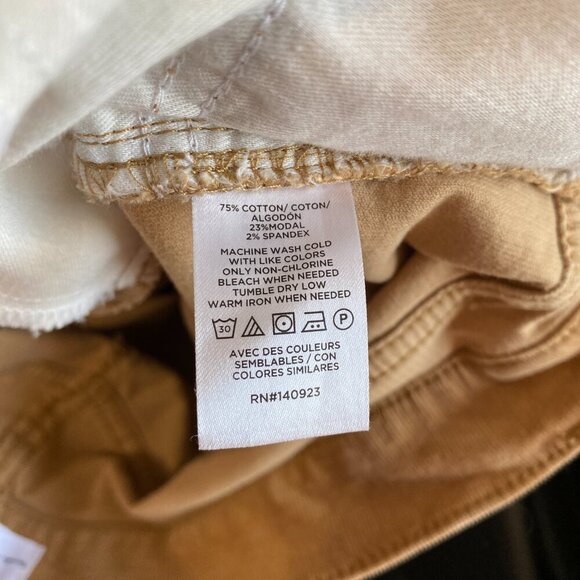 75% COTTON/ COTON/
ALGODÓN
23%MODAL
2% SPANDEX
MACHINE WASH COLD
WITH LIKE COLORS
ONLY NON-CHLORINE
BLEACH WHEN NEEDED
TUMBLE DRY LOW
WARM IRON WHEN NEEDED
30 P
AVEC DES COULEURS
SEMBLABLES / CON
COLORES SIMILARES
RN#140923